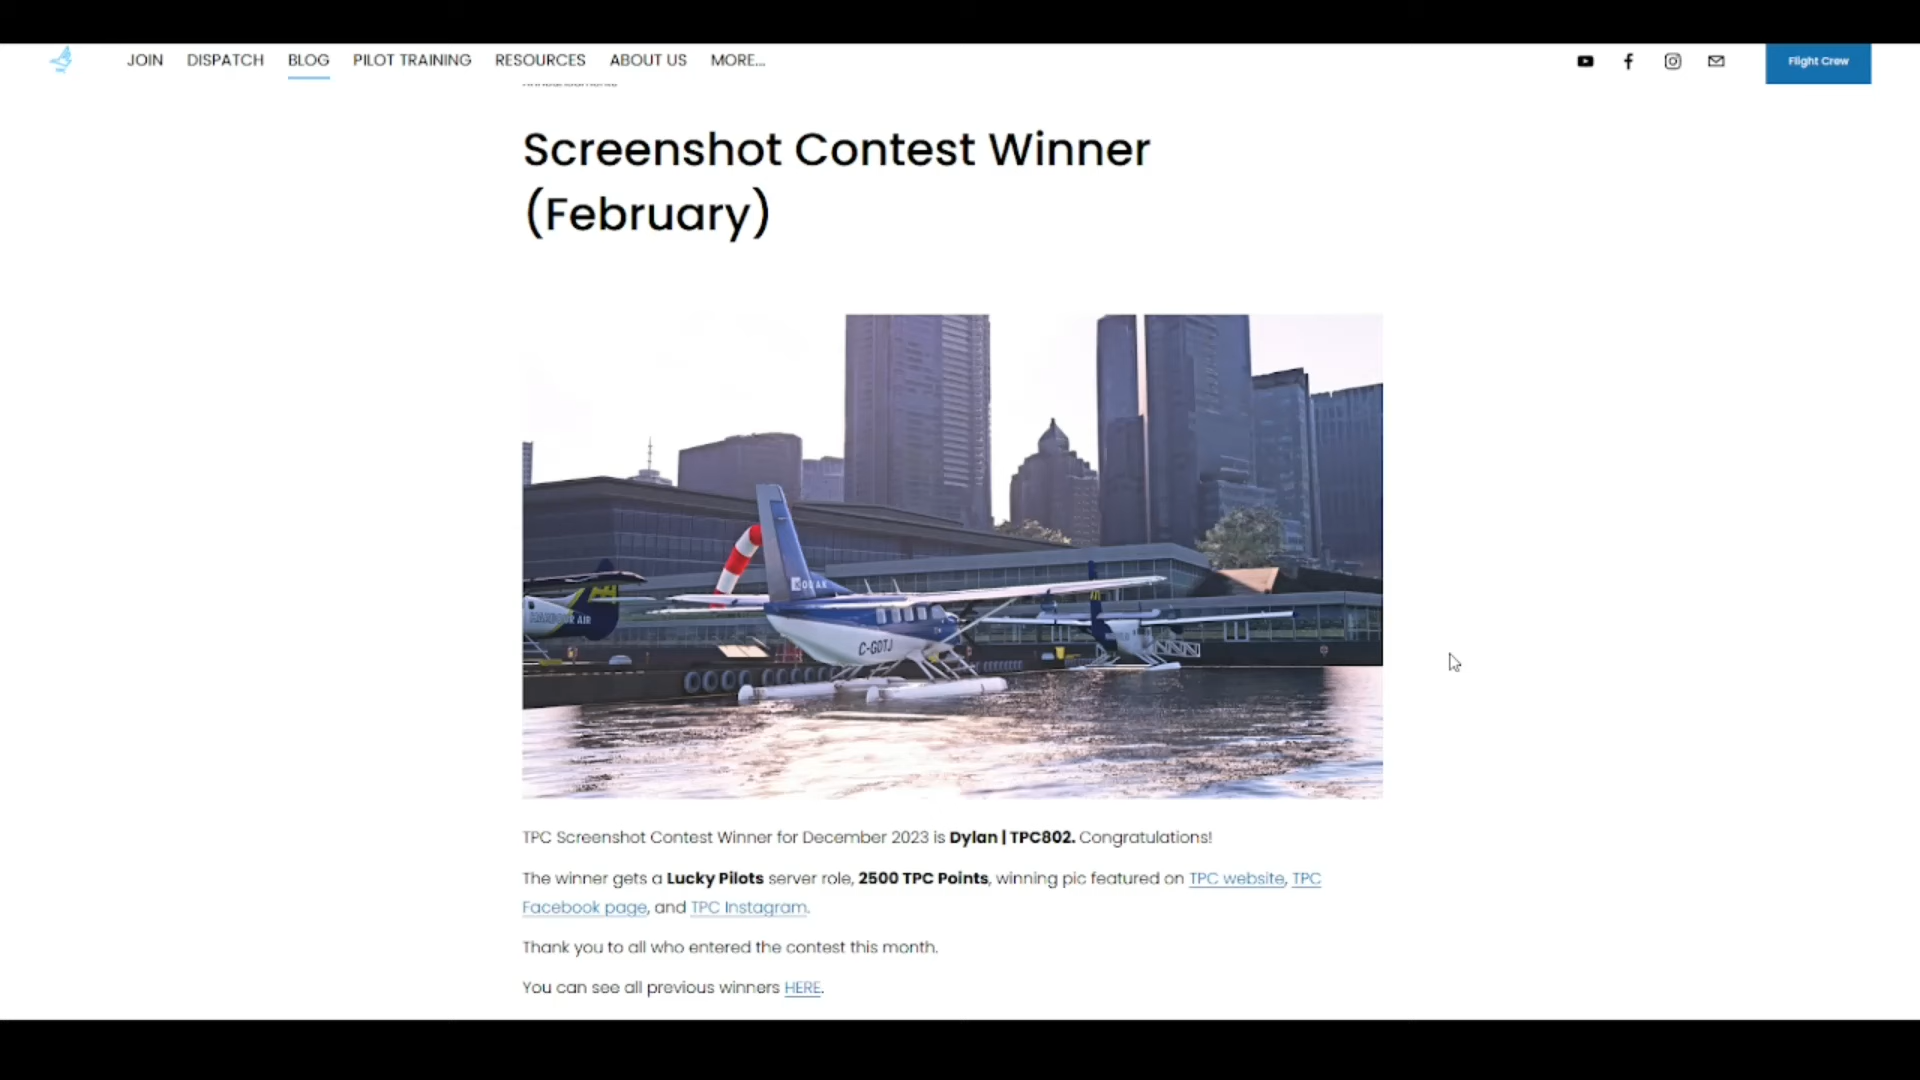 JOIN DISPATCH BLOG PILOT TRAINING RESOURCES ABOUT US MORE... Flight Crew
Screenshot Contest Winner
(February)
KODIAK
HARBOUR AIR
C-GDTJ
TPC Screenshot Contest Winner for December 2023 is Dylan | TPC802. Congratulations!
The winner gets a Lucky Pilots server role, 2500 TPC Points, winning pic featured on TPC website, TPC
Facebook page, and TPC Instagram.
Thank you to all who entered the contest this month.
You can see all previous winners HERE.